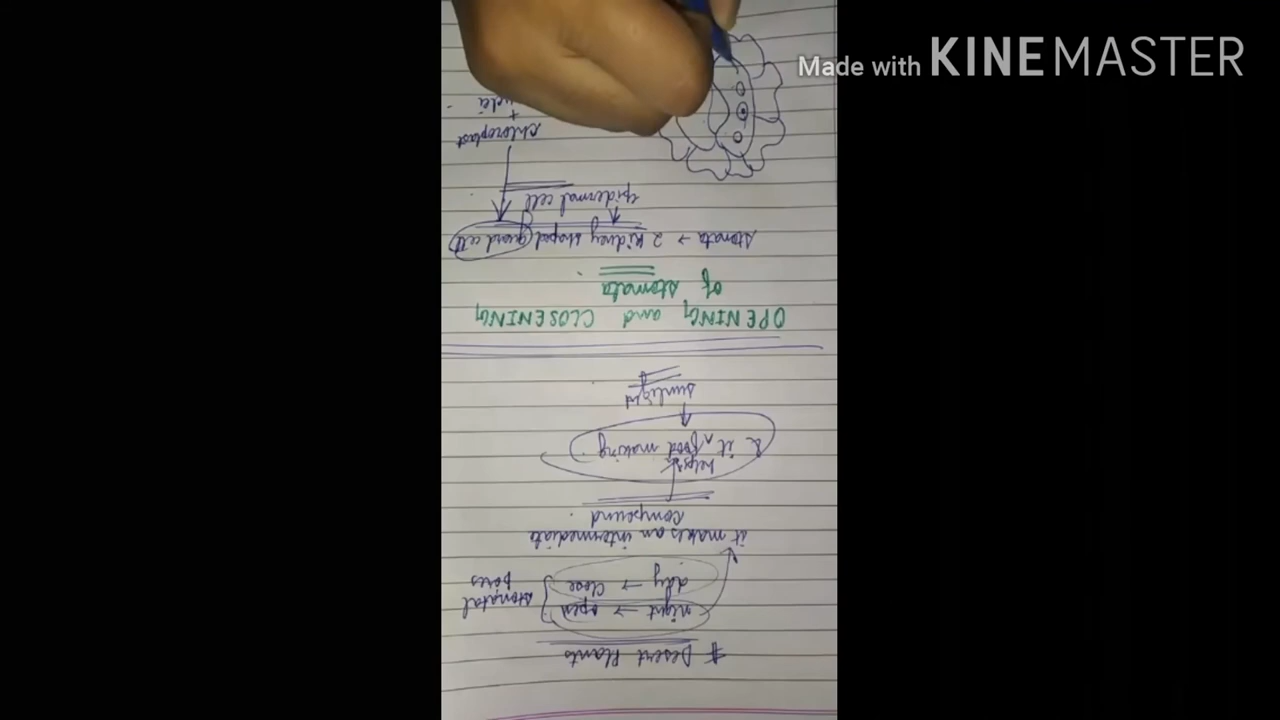 Made with KINEMASTER
# Desert Plants
night → open
day → close
stomatal
pores
it makes an intermediate
compound
helps
& it food making
sunlight
OPENING and CLOSENING
of stomata
stomata → 2 kidney shaped guard cell
epidermal cell
chloroplast
+